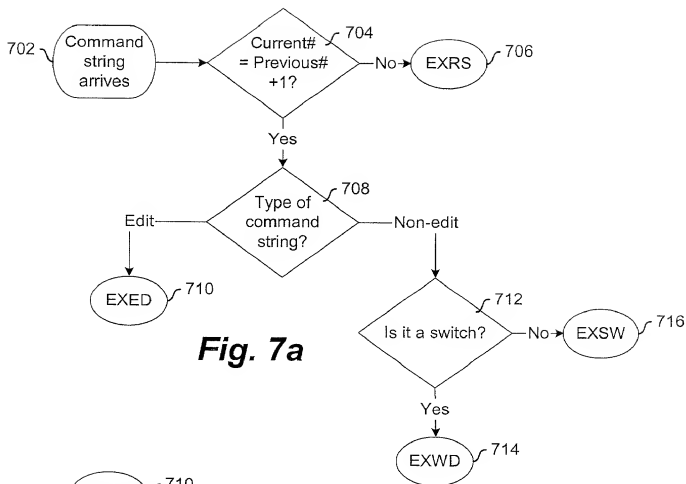 702
Command
string
arrives
Current#
= Previous#
+1?
704
No
EXRS
706
Yes
Type of
command
string?
708
Edit
Non-edit
EXED
710
Is it a switch?
712
No
EXSW
716
Fig. 7a
Yes
EXWD
714
710